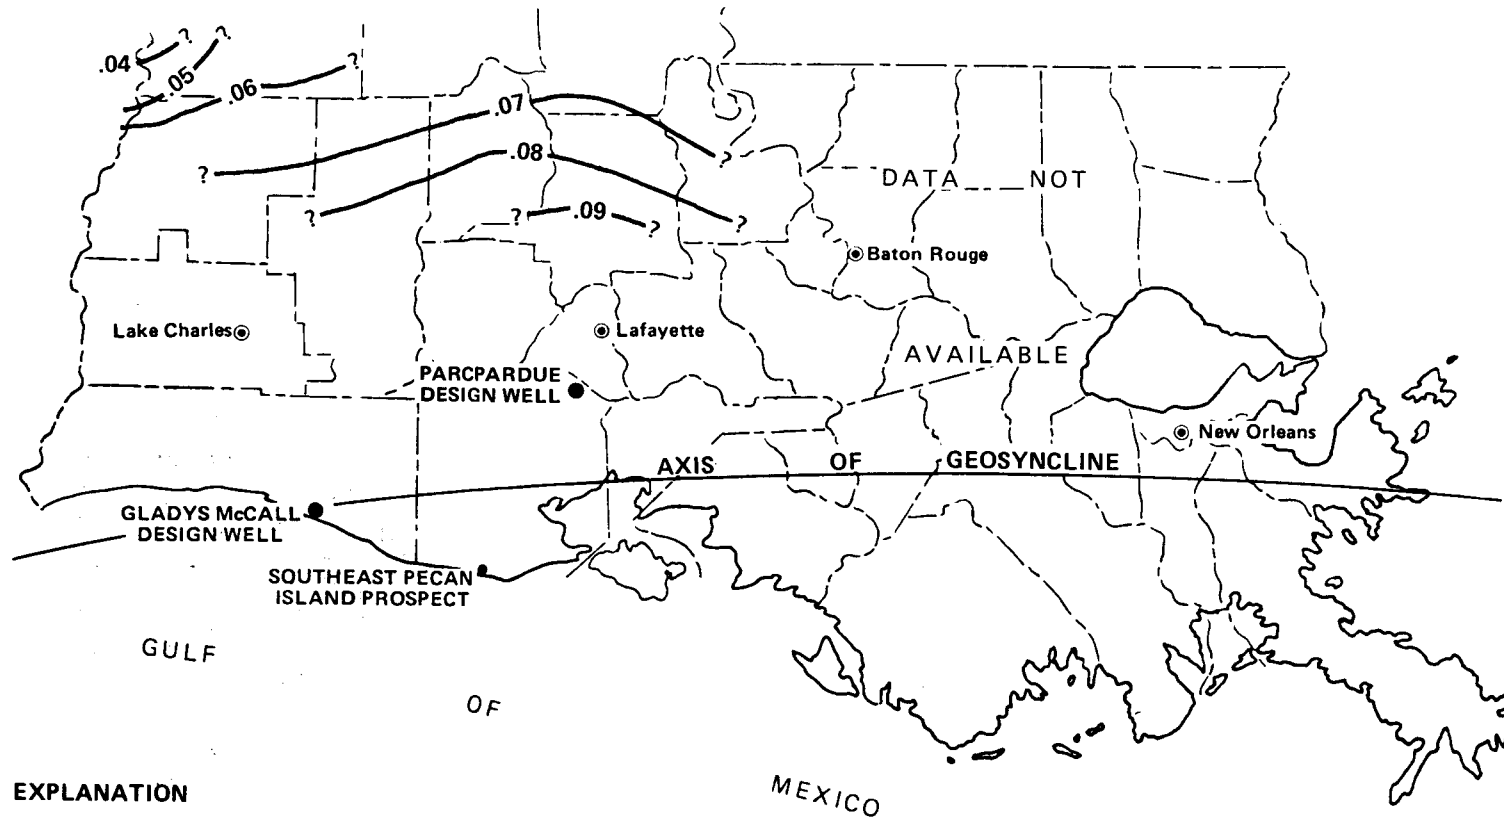 .04
?
?
.05
.06
?
.07
?
?
.08
?
?
?
.09
?
DATA NOT
AVAILABLE
Baton Rouge
Lake Charles
Lafayette
PARCPARDUE
DESIGN WELL
New Orleans
AXIS OF GEOSYNCLINE
GLADYS McCALL
DESIGN WELL
SOUTHEAST PECAN
ISLAND PROSPECT
GULF
OF
MEXICO
EXPLANATION